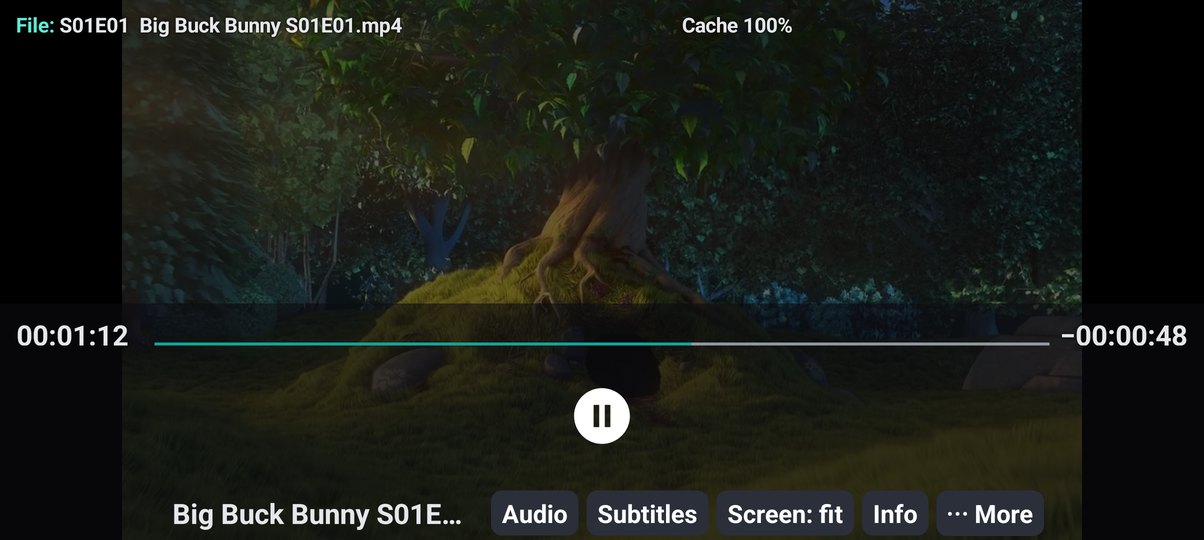 File: S01E01  Big Buck Bunny S01E01.mp4
Cache 100%
00:01:12
-00:00:48
Big Buck Bunny S01E...
Audio
Subtitles
Screen: fit
Info
··· More